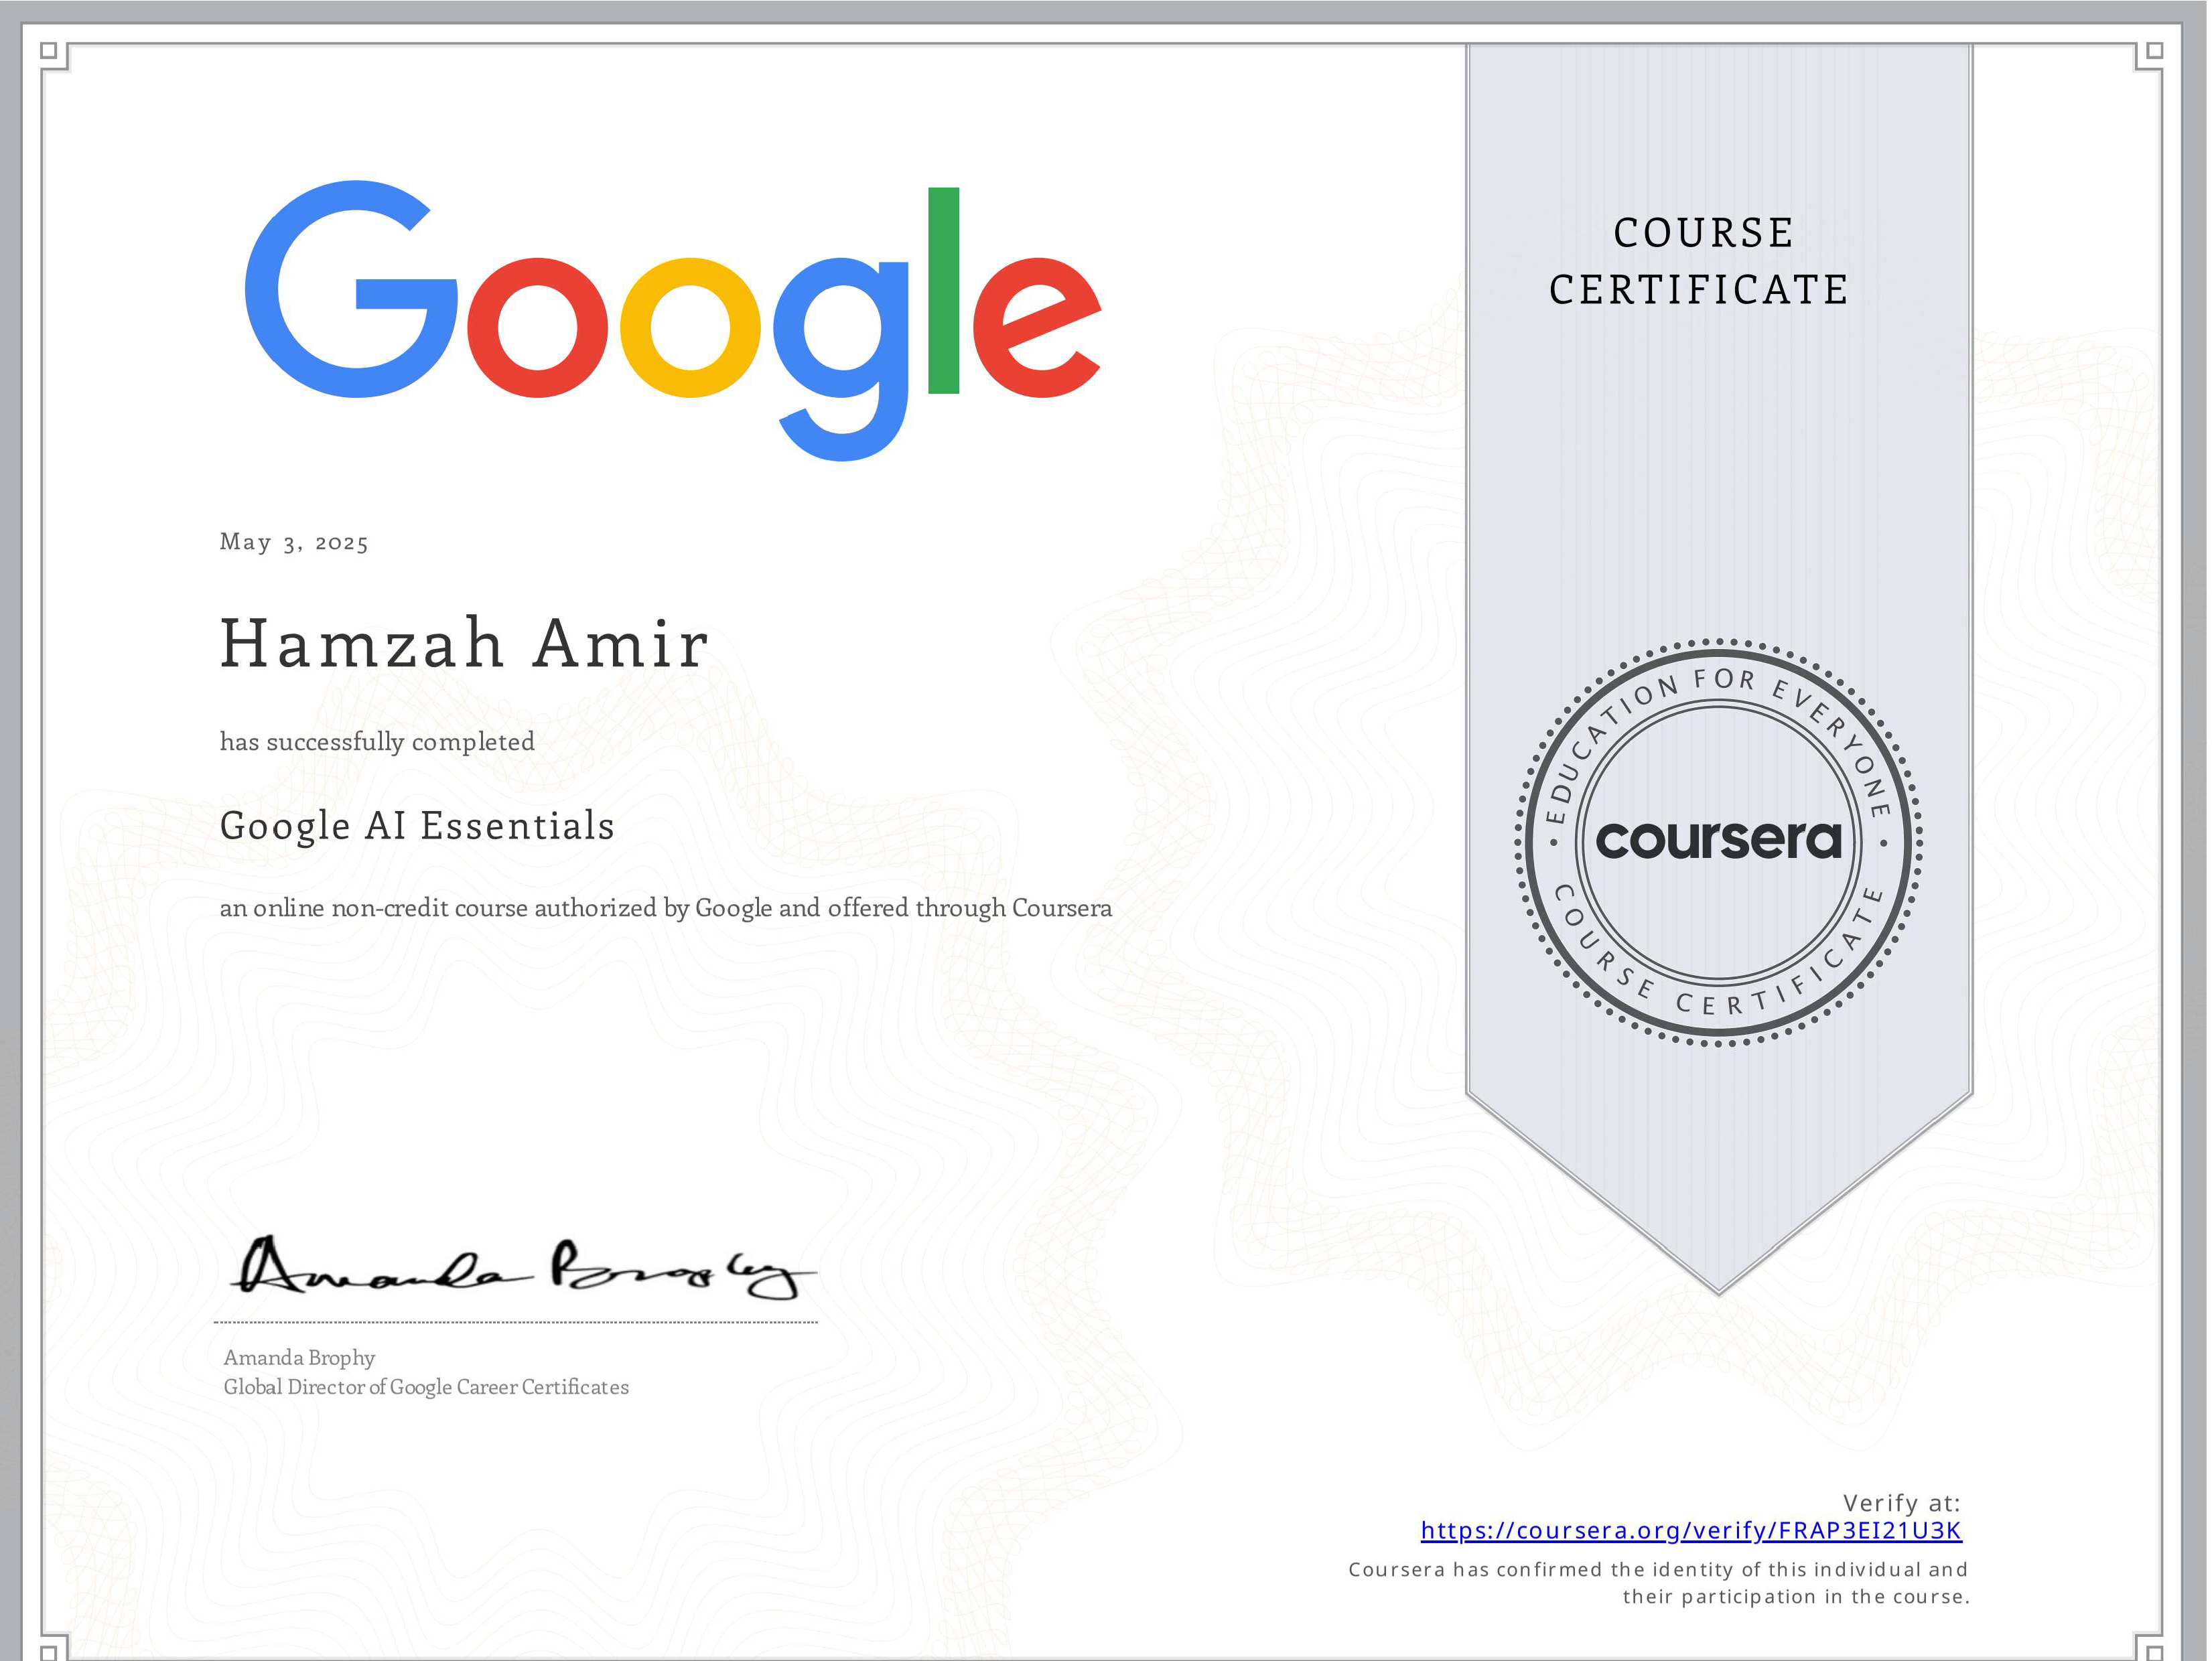 Google
COURSE
CERTIFICATE
May 3, 2025
Hamzah Amir
has successfully completed
Google AI Essentials
an online non-credit course authorized by Google and offered through Coursera
EDUCATION FOR EVERYONE
coursera
COURSE CERTIFICATE
Amanda Brophy
Amanda Brophy
Global Director of Google Career Certificates
Verify at:
https://coursera.org/verify/FRAP3EI21U3K
Coursera has confirmed the identity of this individual and
their participation in the course.